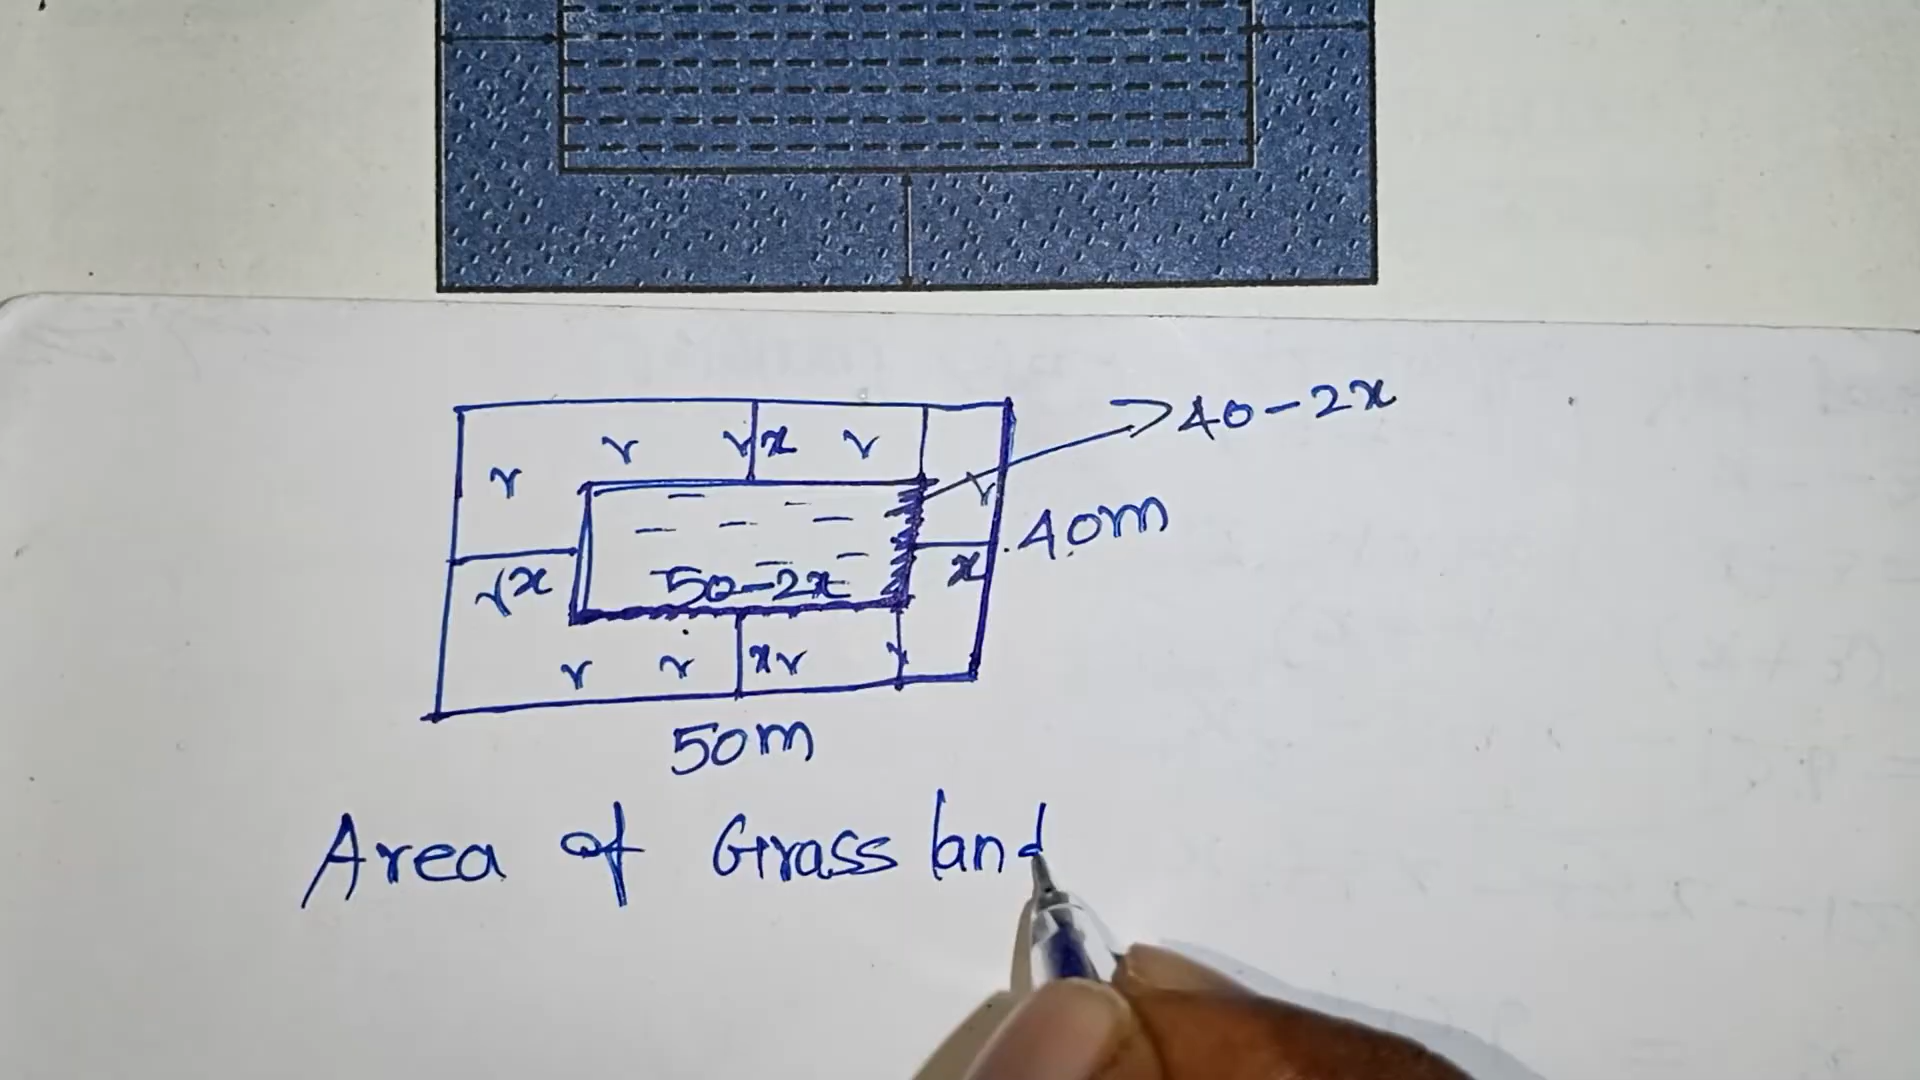 40-2x
x
40m
x
x
50-2x
x
50m
Area of Grass land